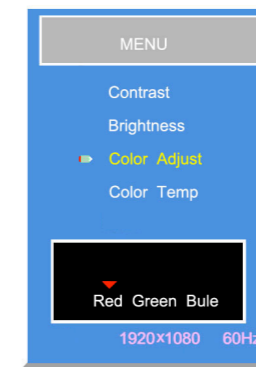 MENU
Contrast
Brightness
Color Adjust
Color Temp
Red Green Bule
1920×1080 60Hz